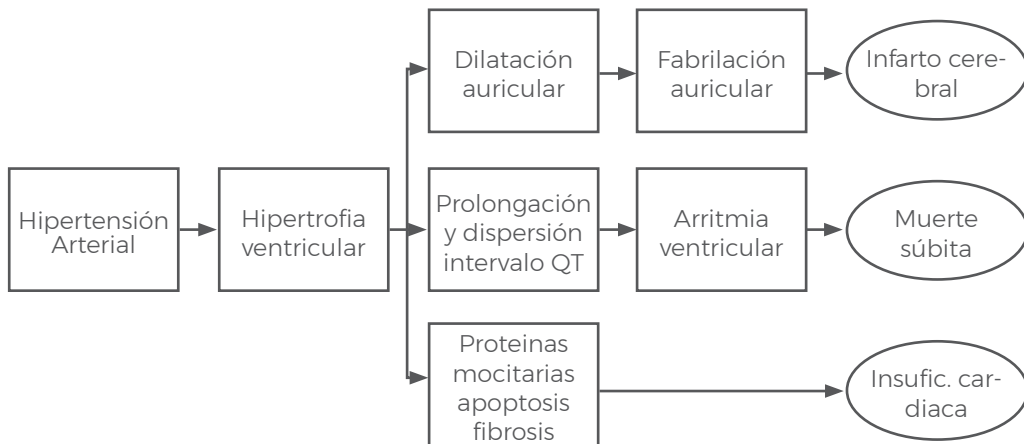 Dilatación
auricular
Fabrilación
auricular
Infarto cere-
bral
Hipertensión
Arterial
Hipertrofia
ventricular
Prolongación
y dispersión
intervalo QT
Arritmia
ventricular
Muerte
súbita
Proteinas
mocitarias
apoptosis
fibrosis
Insufic. car-
diaca